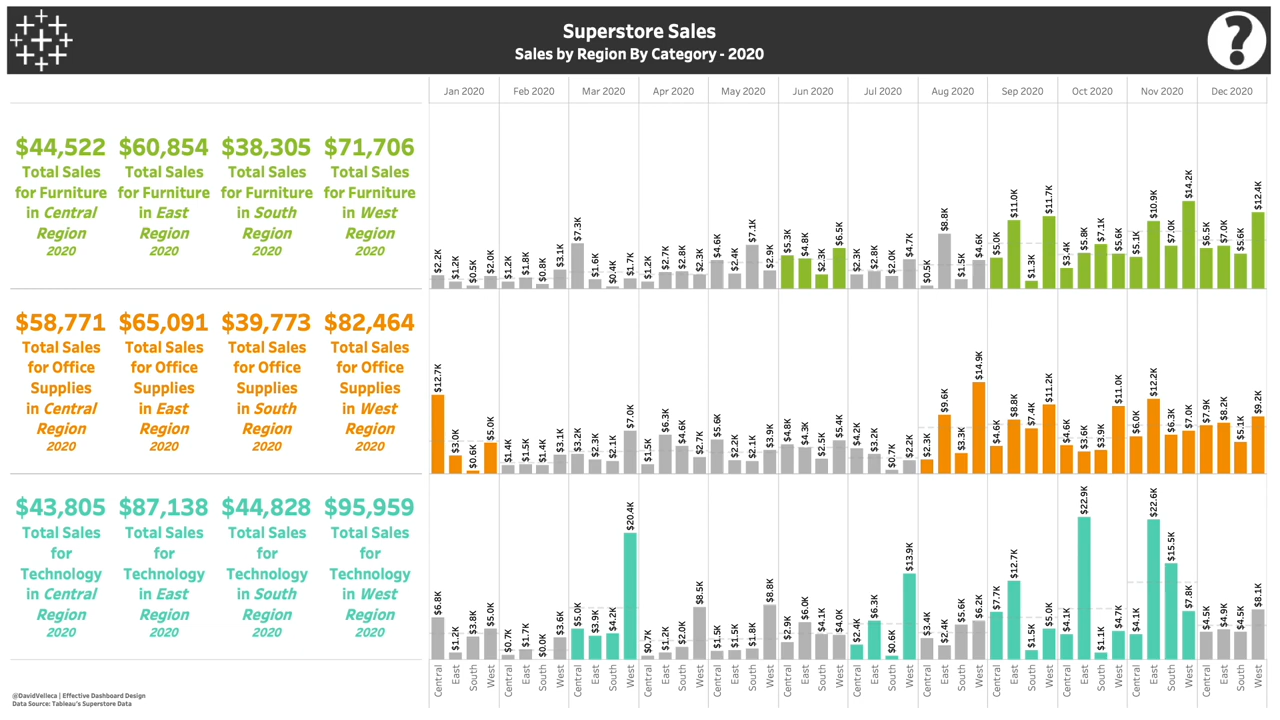 Superstore Sales
Sales by Region By Category - 2020
?
Jan 2020 Feb 2020 Mar 2020 Apr 2020 May 2020 Jun 2020 Jul 2020 Aug 2020 Sep 2020 Oct 2020 Nov 2020 Dec 2020
$44,522 $60,854 $38,305 $71,706
Total Sales Total Sales Total Sales Total Sales
for Furniture for Furniture for Furniture for Furniture
in Central in East in South in West
Region Region Region Region
2020 2020 2020 2020
$2.2K $1.2K $0.5K $2.0K $1.2K $1.8K $0.8K $3.1K $7.3K $1.6K $0.4K $1.7K $1.2K $2.7K $2.8K $2.3K $4.6K $2.4K $7.1K $2.9K $5.3K $4.8K $2.3K $6.5K $2.3K $2.8K $2.0K $4.7K $0.5K $8.8K $1.5K $4.6K $5.0K $11.0K $1.3K $11.7K $3.4K $5.8K $7.1K $5.6K $5.1K $10.9K $7.0K $14.2K $6.5K $7.0K $5.6K $12.4K
$58,771 $65,091 $39,773 $82,464
Total Sales Total Sales Total Sales Total Sales
for Office for Office for Office for Office
Supplies Supplies Supplies Supplies
in Central in East in South in West
Region Region Region Region
2020 2020 2020 2020
$12.7K $3.0K $0.6K $5.0K $1.4K $1.5K $1.4K $3.1K $3.2K $2.3K $2.1K $7.0K $1.5K $6.3K $4.6K $2.7K $5.6K $2.2K $2.1K $3.9K $4.8K $4.3K $2.5K $5.4K $4.2K $3.2K $0.7K $2.2K $2.3K $9.6K $3.3K $14.9K $4.6K $8.8K $7.4K $11.2K $4.6K $3.6K $3.9K $11.0K $6.0K $12.2K $6.3K $7.0K $7.9K $8.2K $5.1K $9.2K
$43,805 $87,138 $44,828 $95,959
Total Sales Total Sales Total Sales Total Sales
for for for for
Technology Technology Technology Technology
in Central in East in South in West
Region Region Region Region
2020 2020 2020 2020
$6.8K $1.2K $3.8K $5.0K $0.7K $1.7K $0.0K $3.6K $5.0K $3.9K $4.2K $20.4K $0.7K $1.2K $2.0K $8.5K $1.5K $1.5K $1.8K $8.8K $2.9K $6.0K $4.1K $4.0K $2.4K $6.3K $0.6K $13.9K $3.4K $2.4K $5.6K $6.2K $7.7K $12.7K $1.5K $5.0K $4.1K $22.9K $1.1K $4.7K $4.1K $22.6K $15.5K $7.8K $4.5K $4.9K $4.5K $8.1K
Central East South West Central East South West Central East South West Central East South West Central East South West Central East South West Central East South West Central East South West Central East South West Central East South West Central East South West Central East South West
@DavidVelleca | Effective Dashboard Design
Data Source: Tableau's Superstore Data